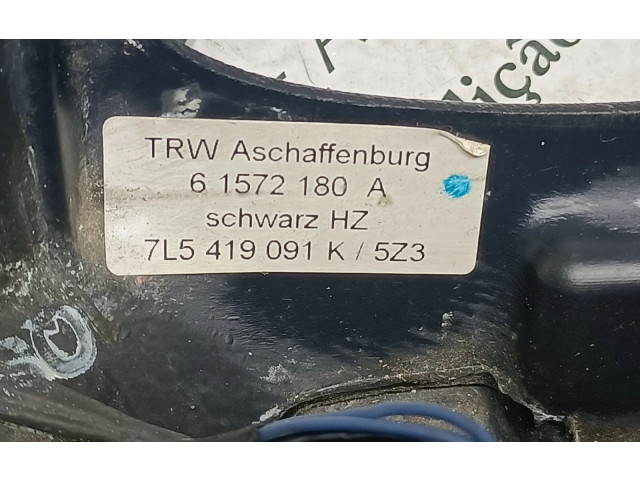 TRW Aschaffenburg
6 1572 180 A
schwarz HZ
7L5 419 091 K / 5Z3